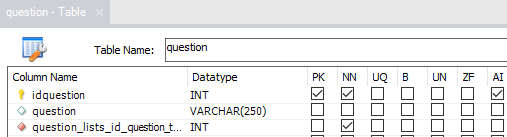 question - Table ×
Table Name: question
Column Name Datatype PK NN UQ B UN ZF AI
idquestion INT
question VARCHAR(250)
question_lists_id_question_t... INT